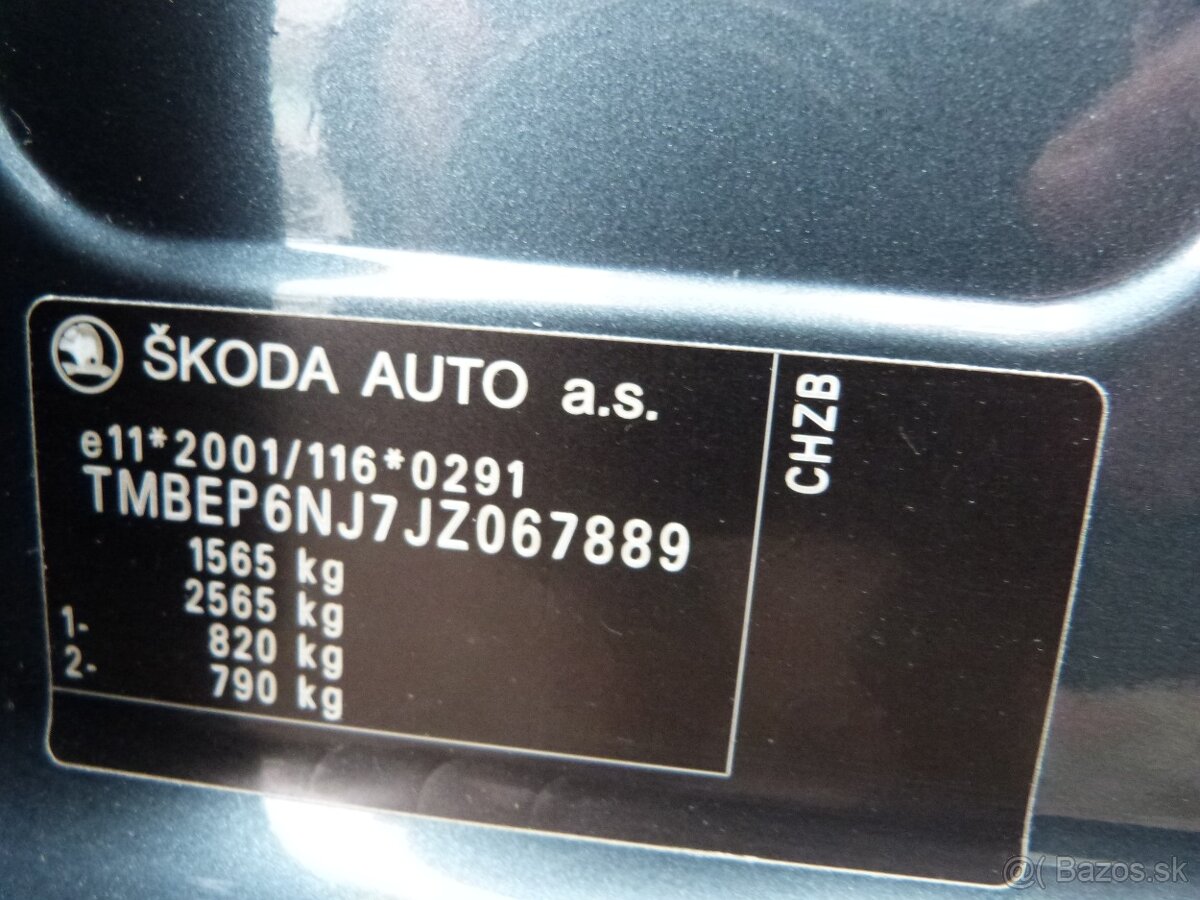 ŠKODA AUTO a.s.
e11*2001/116*0291
TMBEP6NJ7JZ067889
1565 kg
2565 kg
1- 820 kg
2- 790 kg
CHZB
@( Bazos.sk